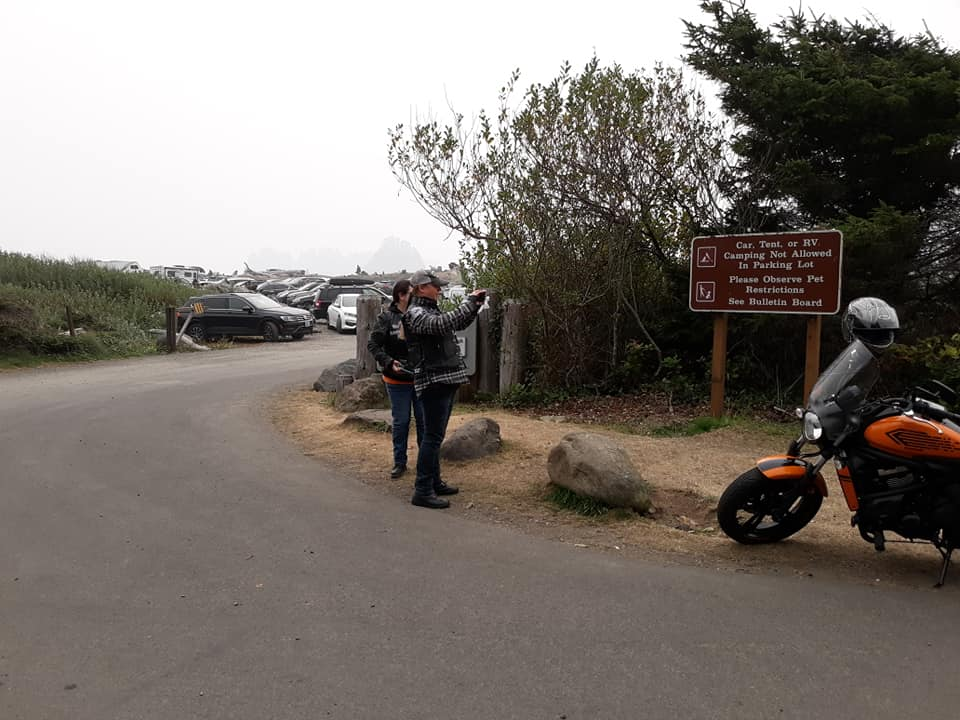 Car, Tent, or RV
Camping Not Allowed
In Parking Lot
Please Observe Pet
Restrictions
See Bulletin Board